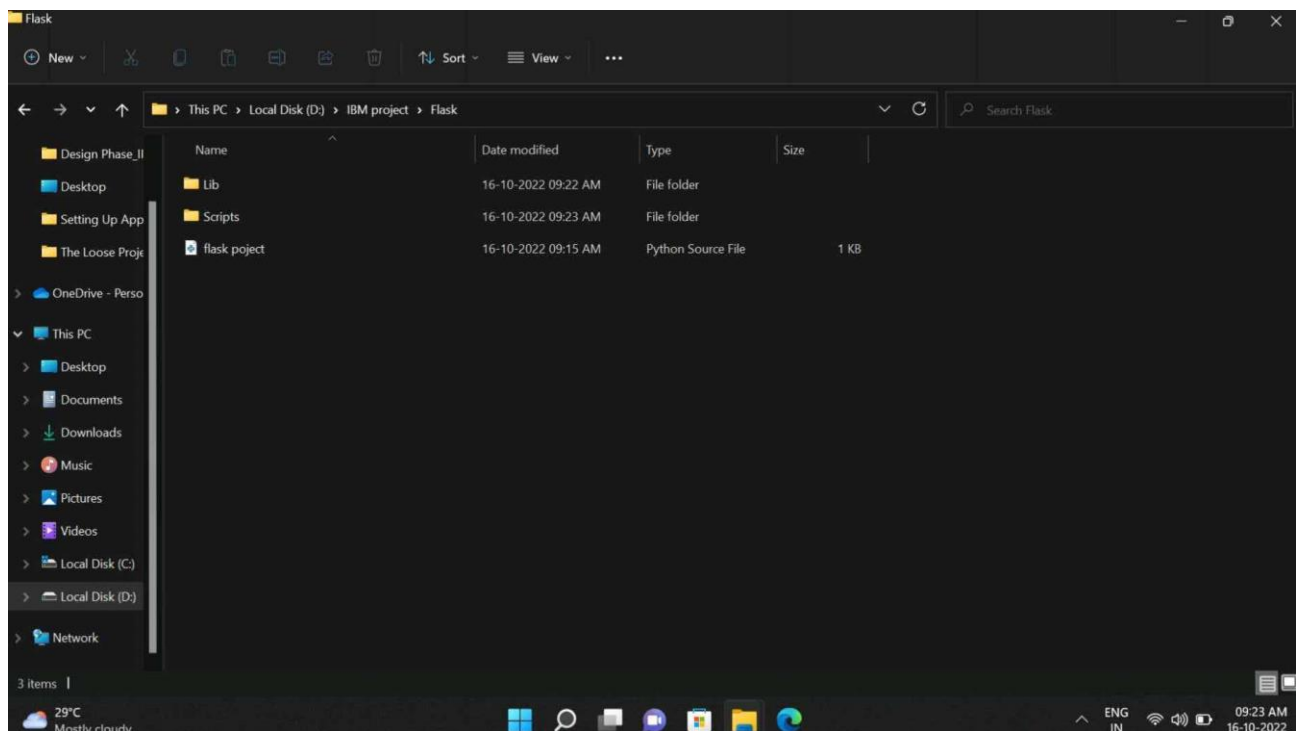 Flask
New
Sort
View
This PC > Local Disk (D:) > IBM project > Flask
Search Flask
Design Phase_II
Desktop
Setting Up App
The Loose Proje
OneDrive - Perso
This PC
Desktop
Documents
Downloads
Music
Pictures
Videos
Local Disk (C:)
Local Disk (D:)
Network
Name Date modified Type Size
Lib 16-10-2022 09:22 AM File folder
Scripts 16-10-2022 09:23 AM File folder
flask poject 16-10-2022 09:15 AM Python Source File 1 KB
3 items
29°C
Mostly cloudy
ENG
IN
09:23 AM
16-10-2022